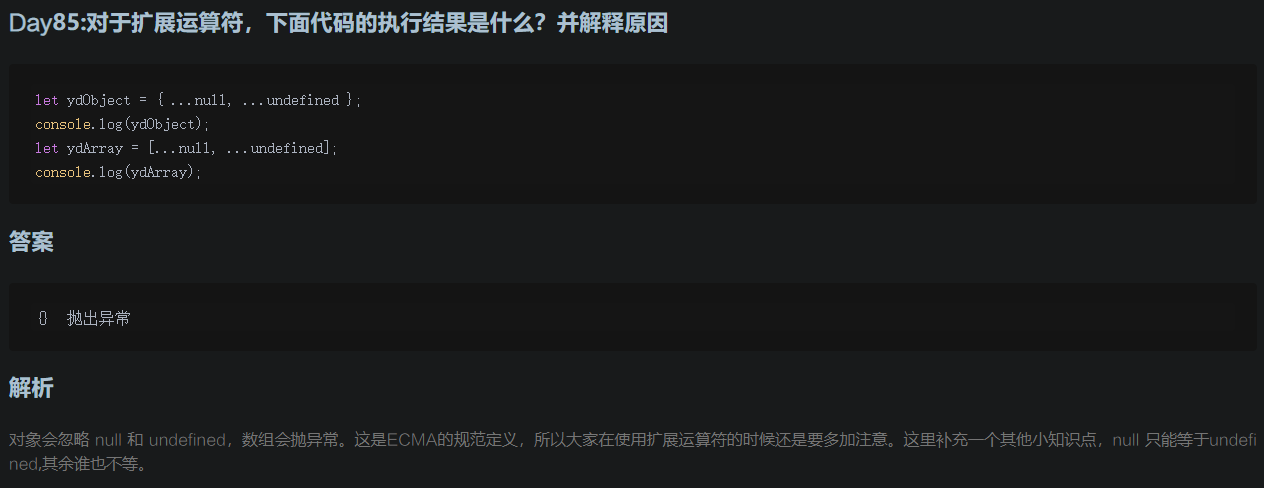 Day85:对于扩展运算符，下面代码的执行结果是什么？并解释原因
let ydObject = { ...null, ...undefined };
console.log(ydObject);
let ydArray = [...null, ...undefined];
console.log(ydArray);
答案
{} 抛出异常
解析
对象会忽略 null 和 undefined，数组会抛异常。这是ECMA的规范定义，所以大家在使用扩展运算符的时候还是要多加注意。这里补充一个其他小知识点，null 只能等于undefi
ned,其余谁也不等。